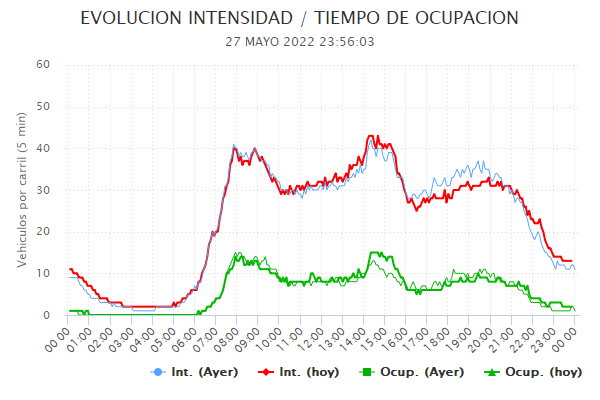 EVOLUCION INTENSIDAD / TIEMPO DE OCUPACION
27 MAYO 2022 23:56:03
Vehiculos por carril (5 min)
60
50
40
30
20
10
0
00:00 01:00 02:00 03:00 04:00 05:00 06:00 07:00 08:00 09:00 10:00 11:00 12:00 13:00 14:00 15:00 16:00 17:00 18:00 19:00 20:00 21:00 22:00 23:00 00:00
Int. (Ayer) Int. (hoy) Ocup. (Ayer) Ocup. (hoy)